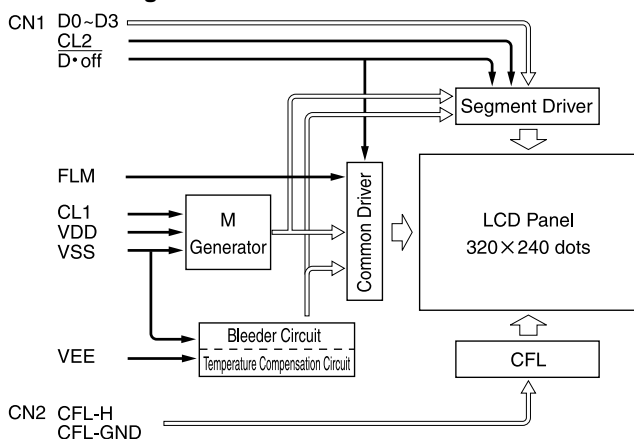 CN1 D0~D3
CL2
D•off
Segment Driver
FLM
CL1
VDD
VSS
M
Generator
Common Driver
LCD Panel
320×240 dots
Bleeder Circuit
Temperature Compensation Circuit
VEE
CFL
CN2 CFL-H
CFL-GND